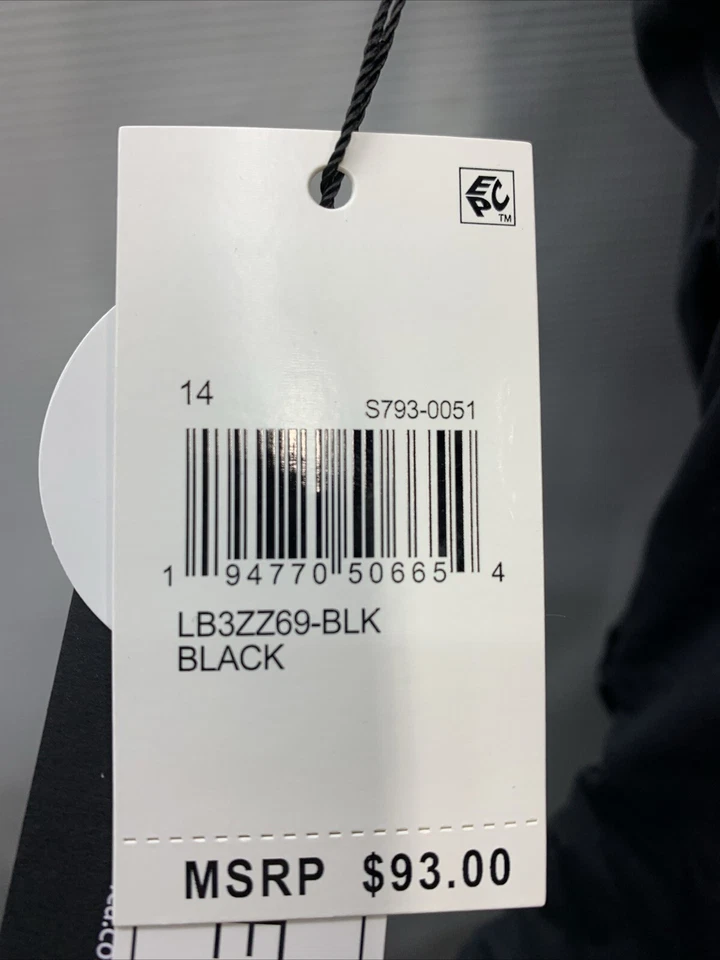 EPC
TM
14
S793-0051
1 94770 50665 4
LB3ZZ69-BLK
BLACK
MSRP $93.00